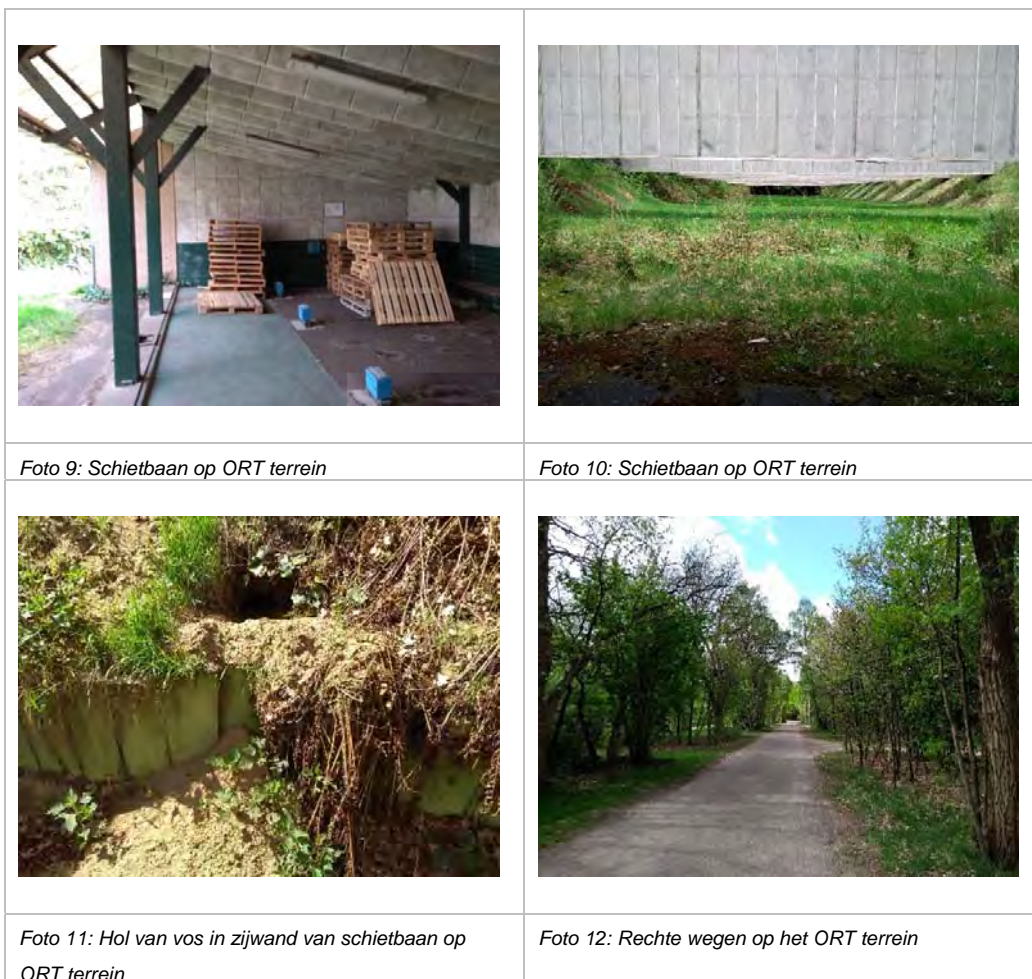 Foto 9: Schietbaan op ORT terrein
Foto 10: Schietbaan op ORT terrein
Foto 11: Hol van vos in zijwand van schietbaan op
ORT terrein
Foto 12: Rechte wegen op het ORT terrein